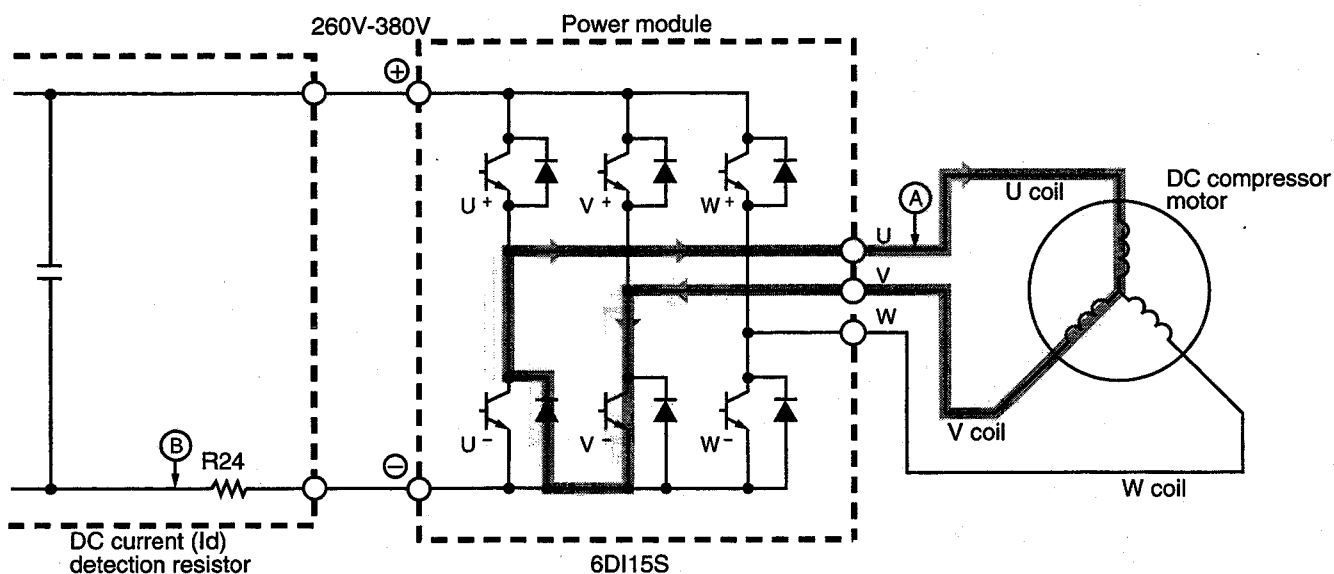 260V-380V
Power module
⊕
U+
V+
W+
A
U coil
DC compressor
motor
U
V
W
B
R24
⊖
U-
V-
W-
V coil
W coil
DC current (Id)
detection resistor
6DI15S